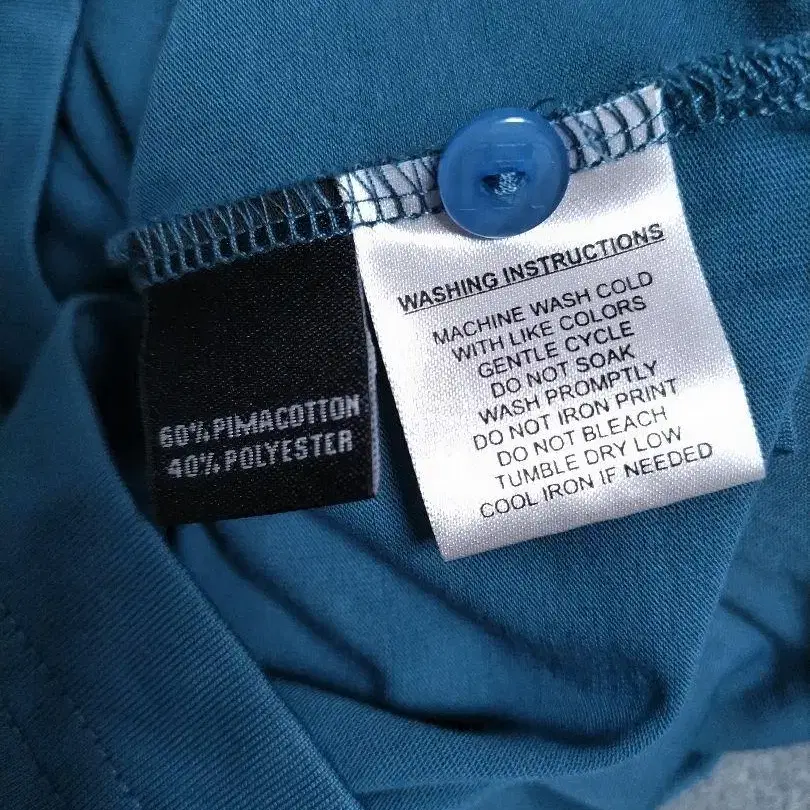 60% PIMACOTTON
40% POLYESTER
WASHING INSTRUCTIONS
MACHINE WASH COLD
WITH LIKE COLORS
GENTLE CYCLE
DO NOT SOAK
WASH PROMPTLY
DO NOT IRON PRINT
DO NOT BLEACH
TUMBLE DRY LOW
COOL IRON IF NEEDED